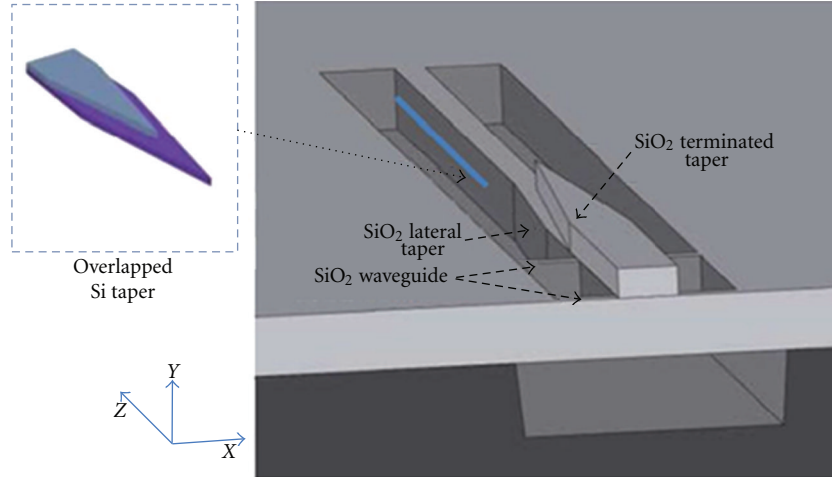 SiO₂ terminated
taper
SiO₂ lateral
taper
SiO₂ waveguide
Overlapped
Si taper
Y
Z
X